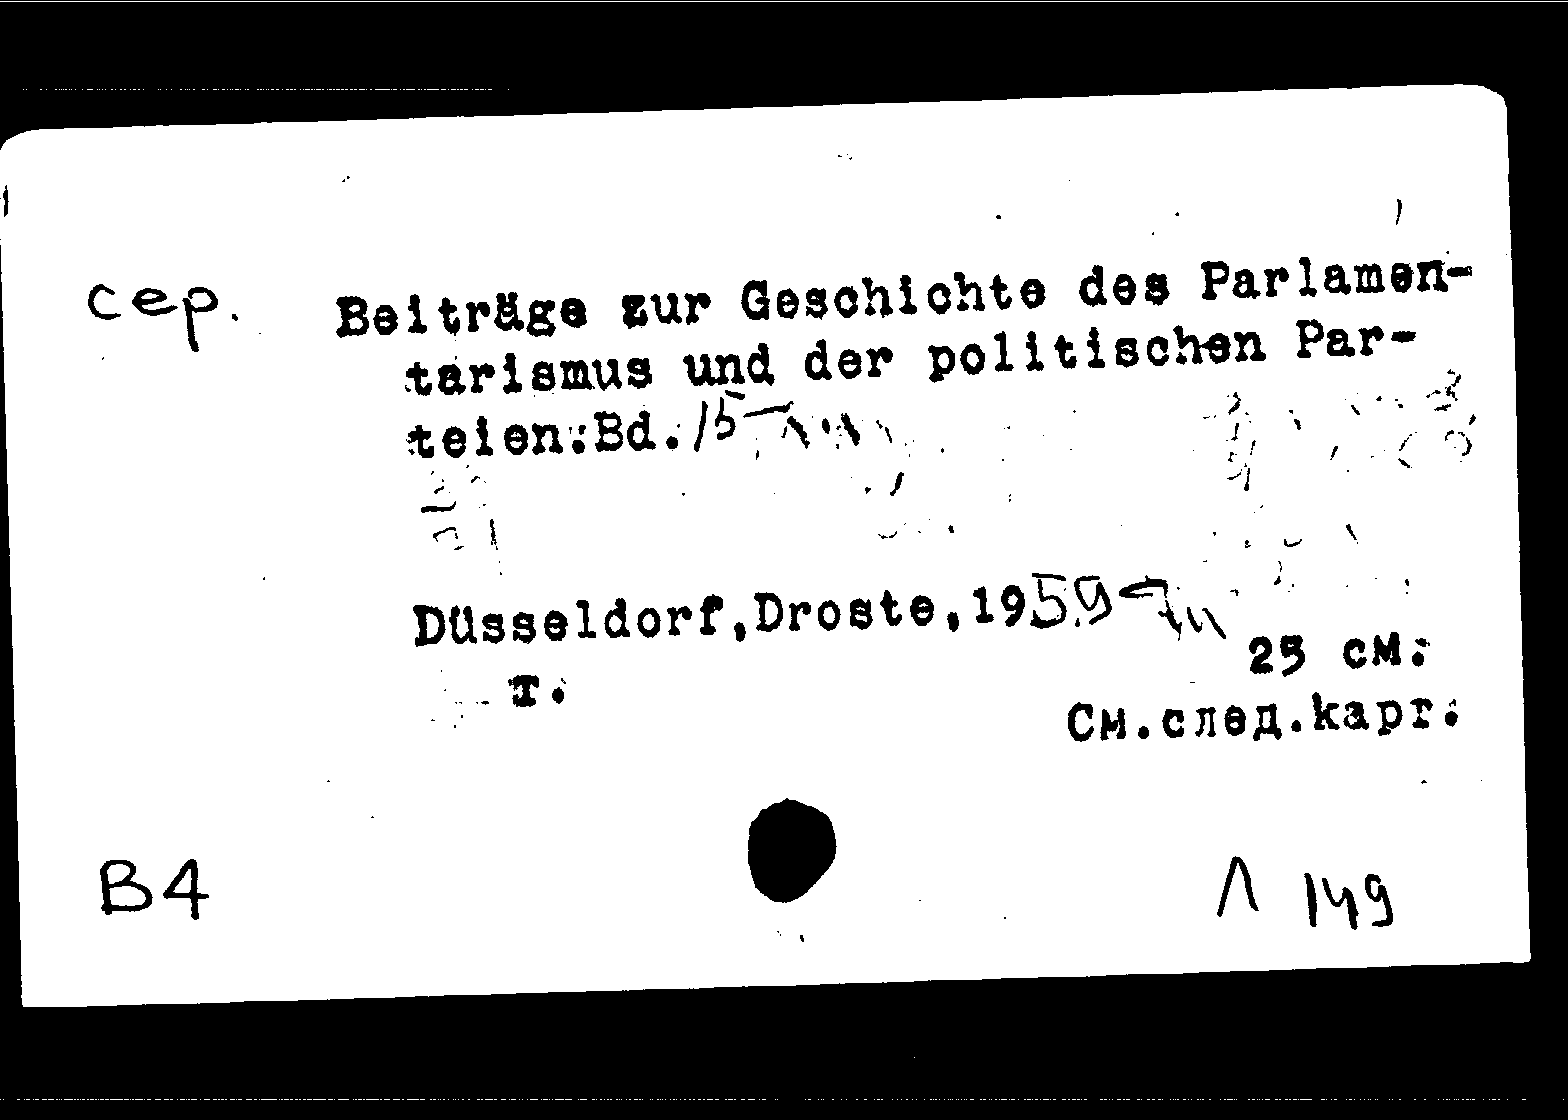 сер.
Beiträge zur Geschichte des Parlamen-
tarismus und der politischen Par-
teien.Bd.15-
Düsseldorf,Droste,1959-
25 см.
т.
См.след.карт.
B4
Л 149